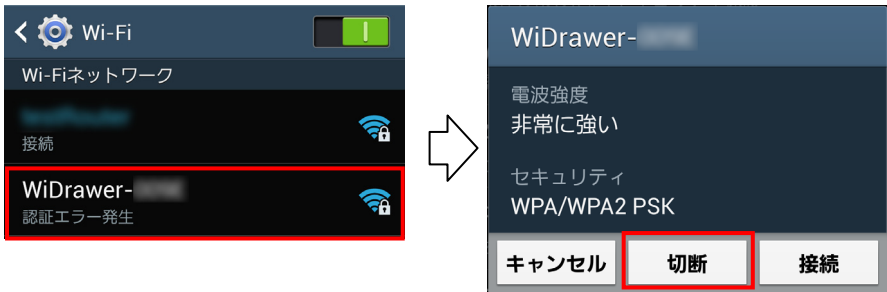 Wi-Fi
Wi-Fiネットワーク
接続
WiDrawer-
認証エラー発生
WiDrawer-
電波強度
非常に強い
セキュリティ
WPA/WPA2 PSK
キャンセル
切断
接続